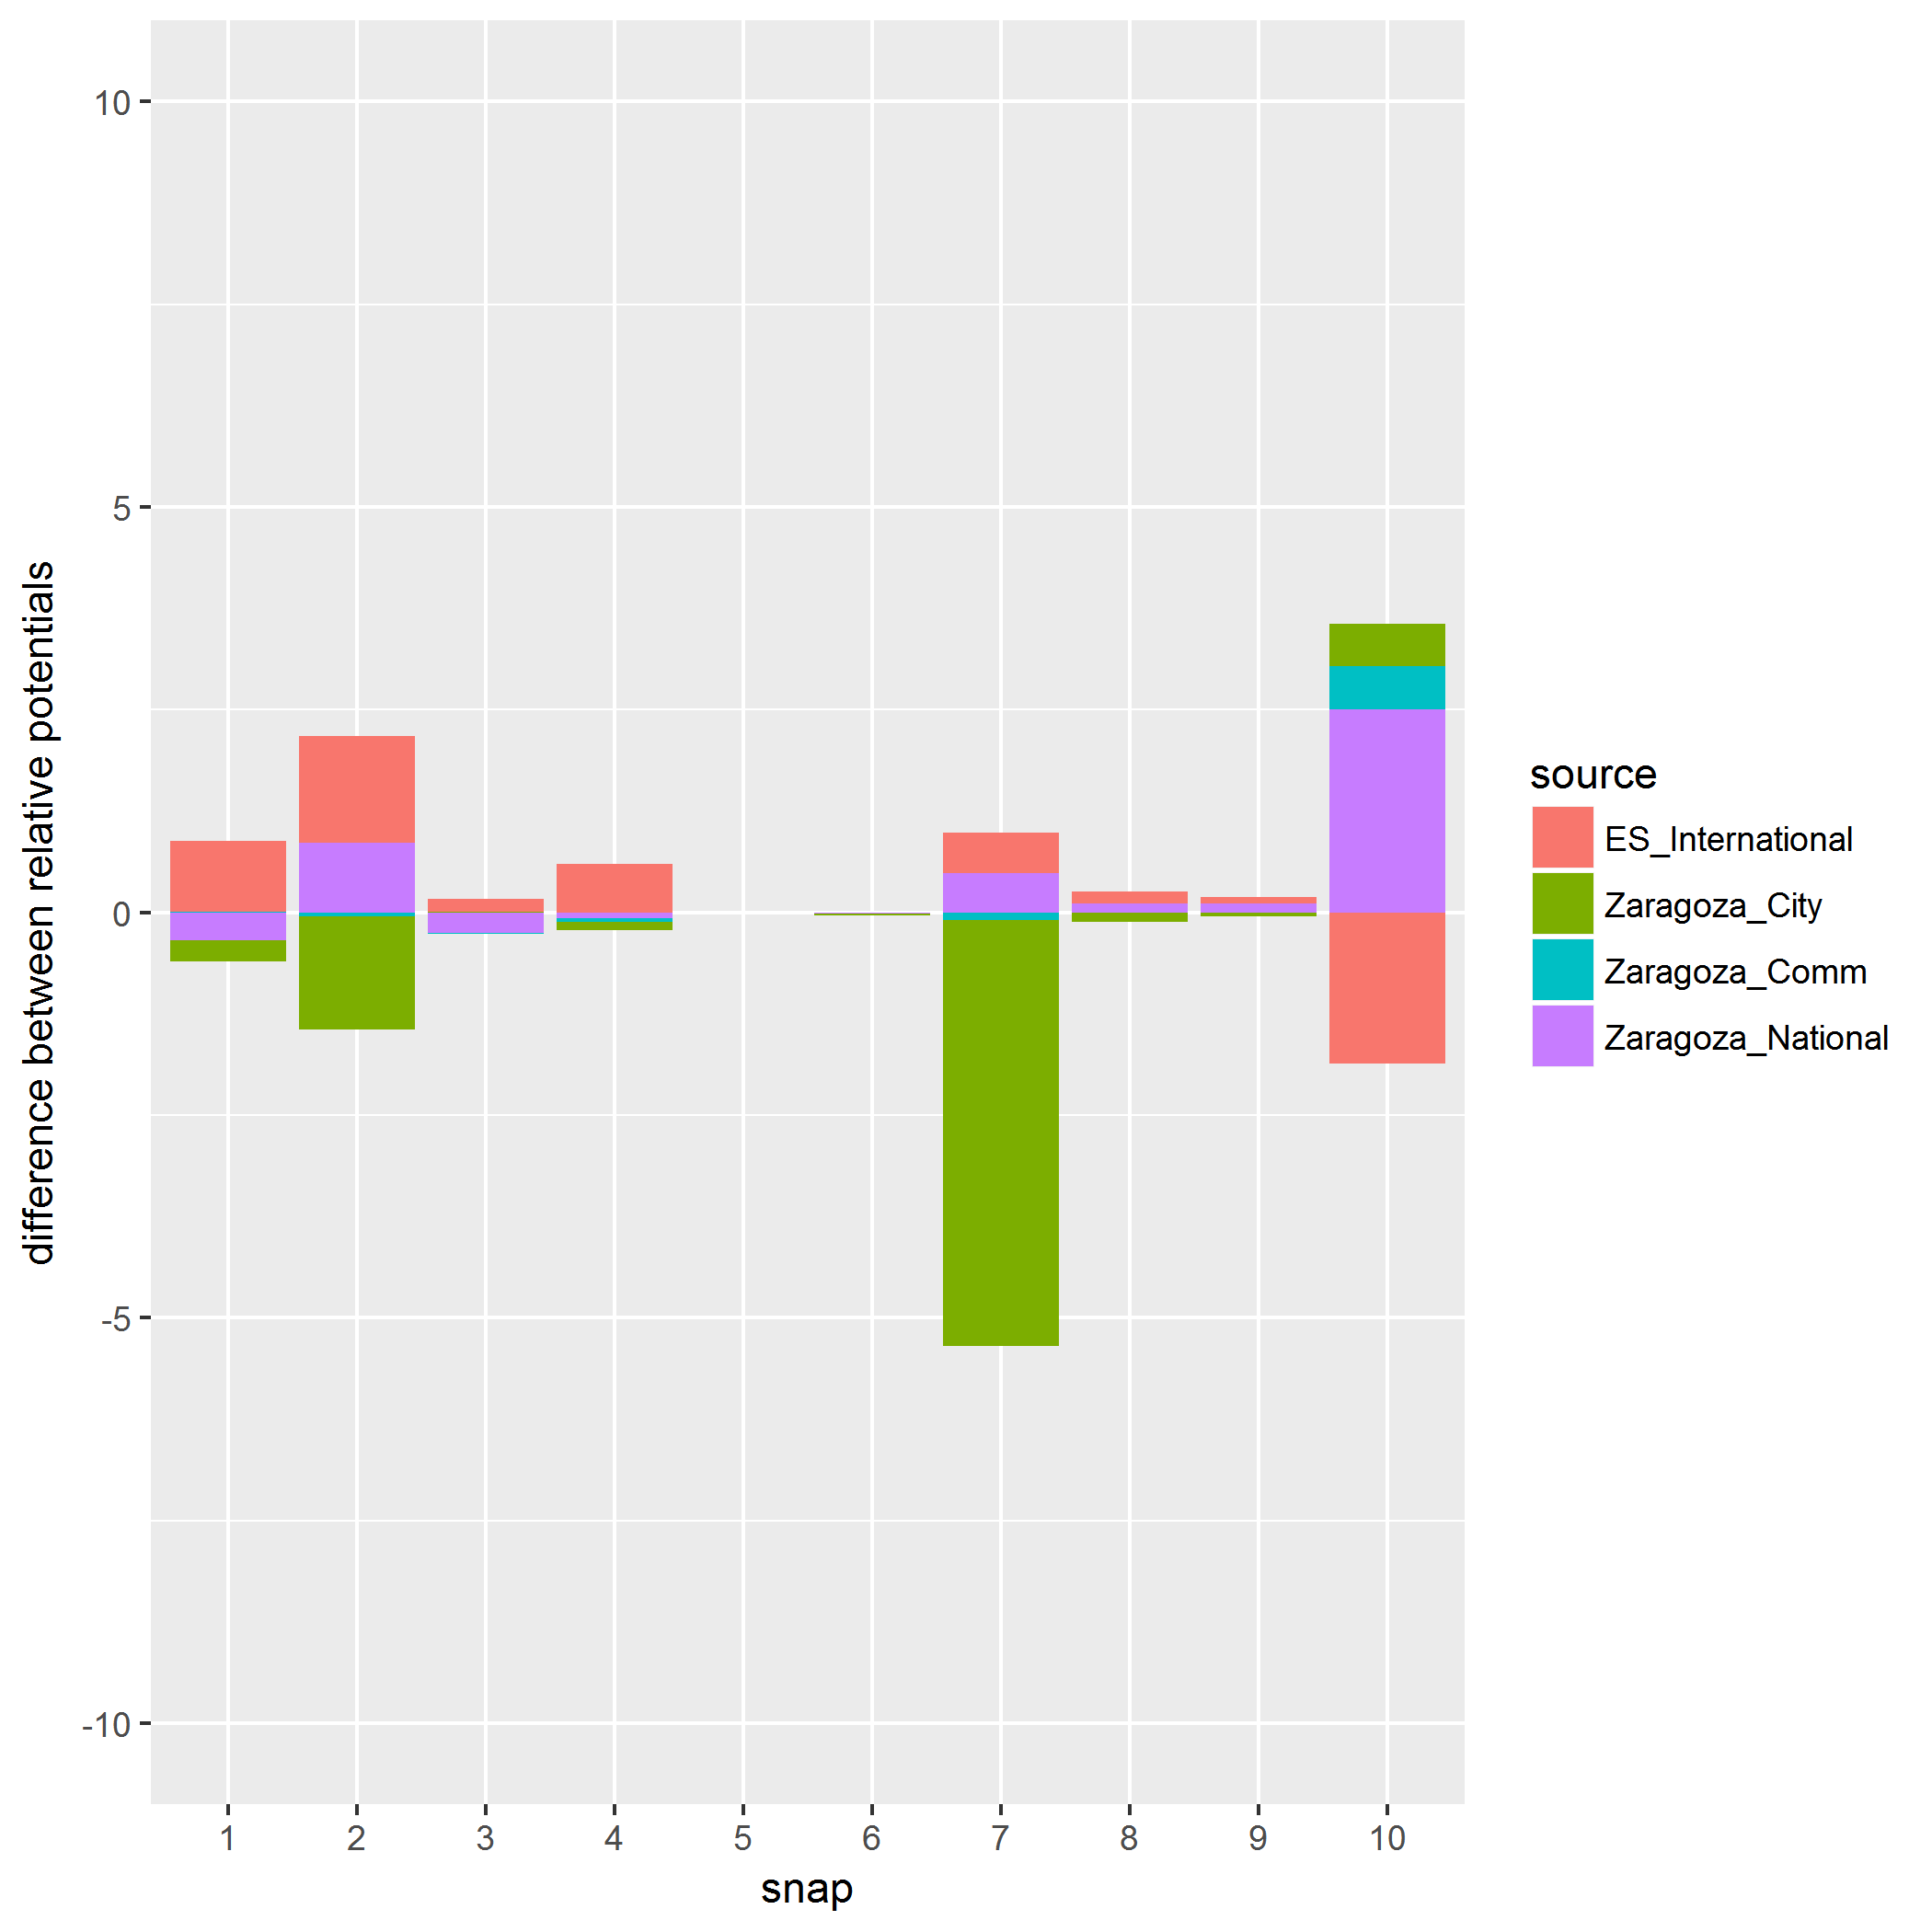 difference between relative potentials
10
5
0
-5
-10
1 2 3 4 5 6 7 8 9 10
snap
source
ES_International
Zaragoza_City
Zaragoza_Comm
Zaragoza_National